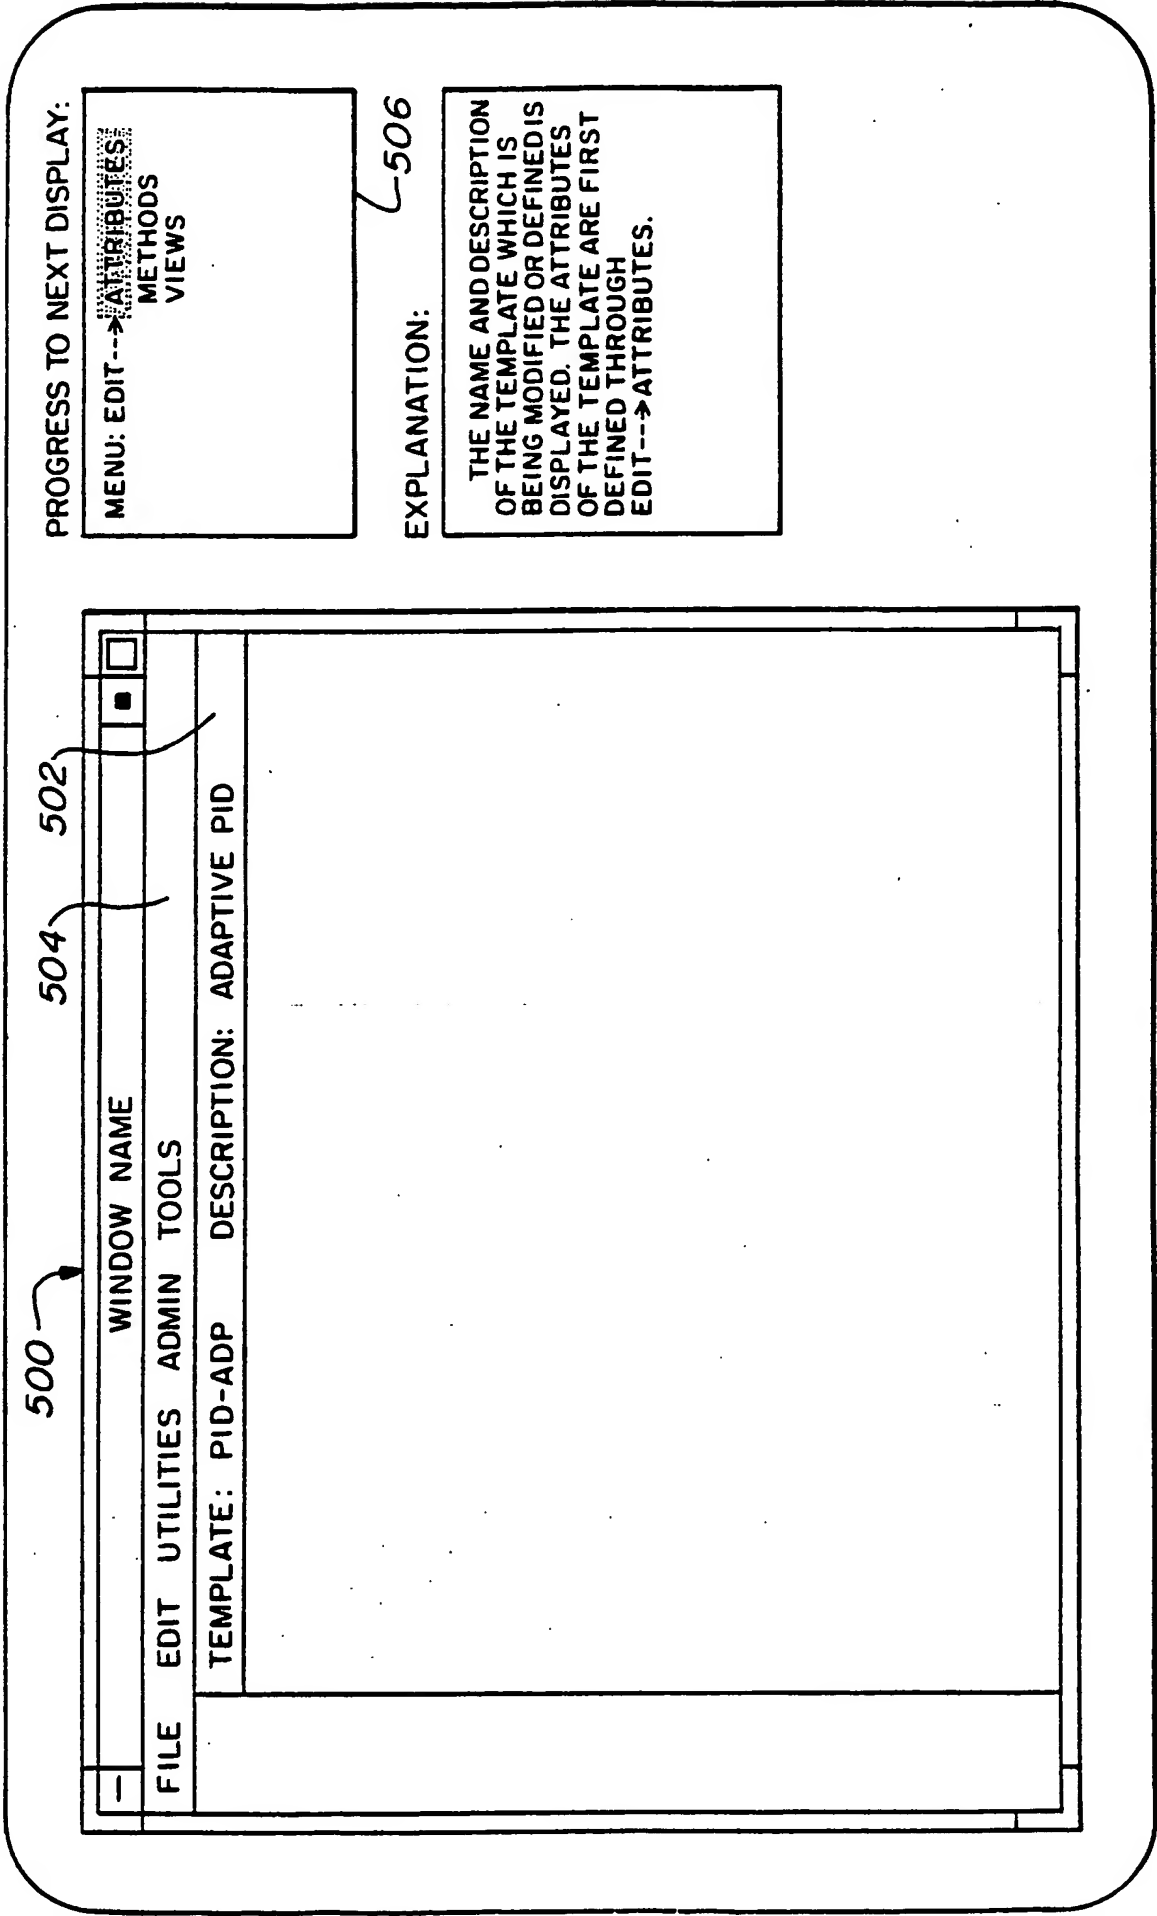 500
504
502
WINDOW NAME
FILE EDIT UTILITIES ADMIN TOOLS
TEMPLATE: PID-ADP DESCRIPTION: ADAPTIVE PID
PROGRESS TO NEXT DISPLAY:
MENU: EDIT--->ATTRIBUTES
METHODS
VIEWS
506
EXPLANATION:
THE NAME AND DESCRIPTION
OF THE TEMPLATE WHICH IS
BEING MODIFIED OR DEFINED IS
DISPLAYED. THE ATTRIBUTES
OF THE TEMPLATE ARE FIRST
DEFINED THROUGH
EDIT--->ATTRIBUTES.